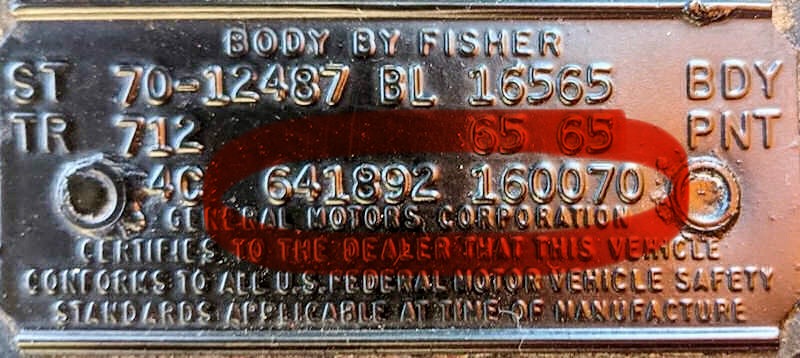 BODY BY FISHER
ST 70-12487 BL 16565 BDY
TR 712 65 65 PNT
4C 641892 160070
GENERAL MOTORS CORPORATION
CERTIFIES TO THE DEALER THAT THIS VEHICLE
CONFORMS TO ALL U.S. FEDERAL MOTOR VEHICLE SAFETY
STANDARDS APPLICABLE AT TIME OF MANUFACTURE